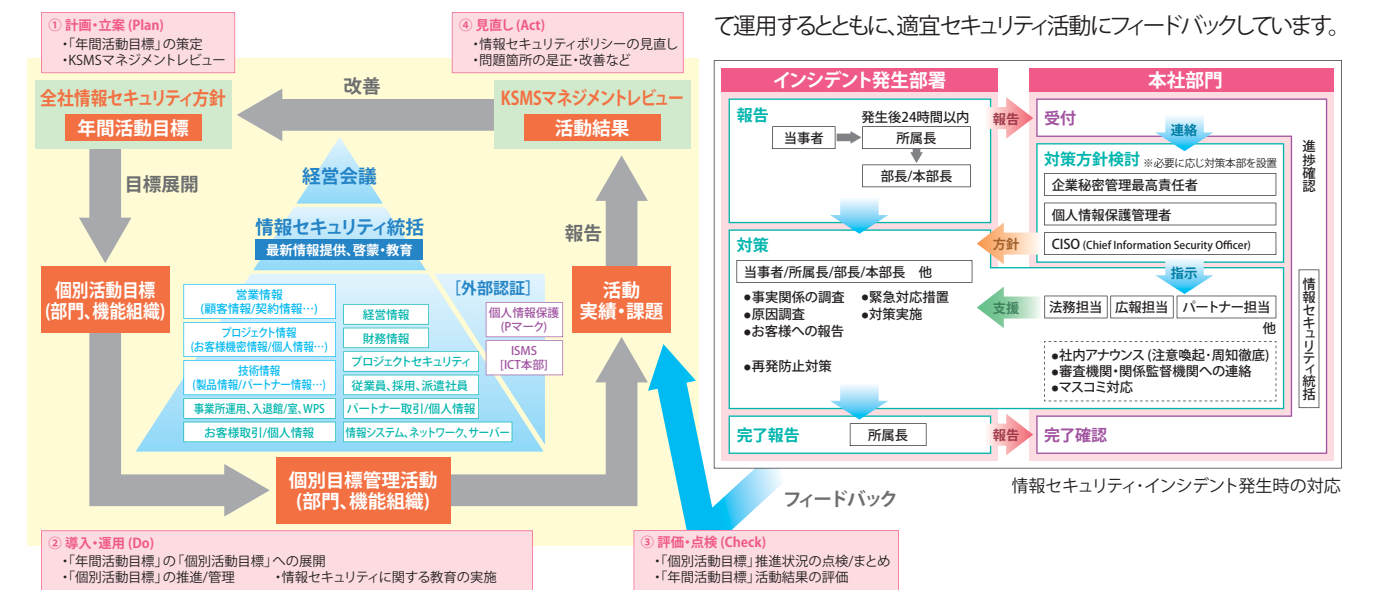 ① 計画・立案 (Plan)
・「年間活動目標」の策定
・KSMSマネジメントレビュー
④ 見直し (Act)
・情報セキュリティポリシーの見直し
・問題箇所の是正・改善など
全社情報セキュリティ方針
年間活動目標
改善
KSMSマネジメントレビュー
活動結果
目標展開
経営会議
情報セキュリティ統括
最新情報提供、啓蒙・教育
報告
個別活動目標
(部門、機能組織)
営業情報
(顧客情報/契約情報…)
プロジェクト情報
(お客様機密情報/個人情報…)
技術情報
(製品情報/パートナー情報…)
事業所運用、入退館/室、WPS
お客様取引/個人情報
経営情報
財務情報
プロジェクトセキュリティ
従業員、採用、派遣社員
パートナー取引/個人情報
情報システム、ネットワーク、サーバー
[外部認証]
個人情報保護
(Pマーク)
ISMS
[ICT本部]
活動
実績・課題
個別目標管理活動
(部門、機能組織)
フィードバック
② 導入・運用 (Do)
・「年間活動目標」の「個別活動目標」への展開
・「個別活動目標」の推進/管理 ・情報セキュリティに関する教育の実施
③ 評価・点検 (Check)
・「個別活動目標」推進状況の点検/まとめ
・「年間活動目標」活動結果の評価
て運用するとともに、適宜セキュリティ活動にフィードバックしています。
インシデント発生部署
本社部門
報告
発生後24時間以内
当事者
所属長
部長/本部長
報告
受付
連絡
対策方針検討 ※必要に応じ対策本部を設置
企業秘密管理最高責任者
個人情報保護管理者
CISO (Chief Information Security Officer)
進捗確認
方針
対策
当事者/所属長/部長/本部長 他
●事実関係の調査 ●緊急対応措置
●原因調査 ●対策実施
●お客様への報告
●再発防止対策
指示
支援
法務担当
広報担当
パートナー担当
他
●社内アナウンス (注意喚起・周知徹底)
●審査機関・関係監督機関への連絡
●マスコミ対応
情報セキュリティ統括
完了報告
所属長
報告
完了確認
情報セキュリティ・インシデント発生時の対応